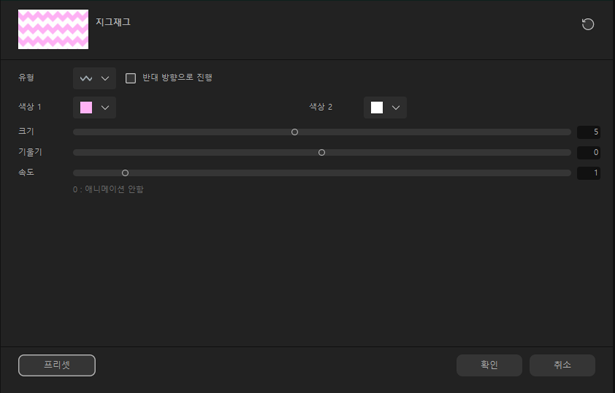 지그재그
유형 반대 방향으로 진행
색상 1 색상 2
크기 5
기울기 0
속도 1
0 : 애니메이션 안함
프리셋 확인 취소